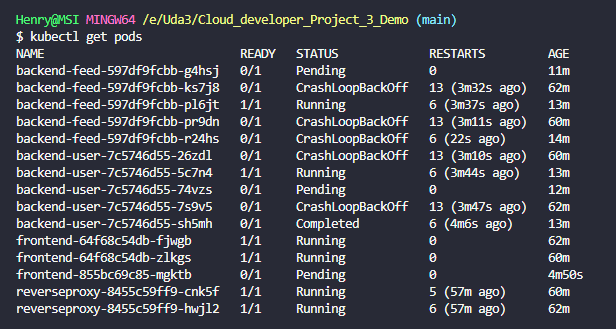 Henry@MSI MINGW64 /e/Uda3/Cloud_developer_Project_3_Demo (main)
$ kubectl get pods
NAME READY STATUS RESTARTS AGE
backend-feed-597df9fcbb-g4hsj 0/1 Pending 0 11m
backend-feed-597df9fcbb-ks7j8 0/1 CrashLoopBackOff 13 (3m32s ago) 62m
backend-feed-597df9fcbb-pl6jt 1/1 Running 6 (3m37s ago) 13m
backend-feed-597df9fcbb-pr9dn 0/1 CrashLoopBackOff 13 (3m11s ago) 60m
backend-feed-597df9fcbb-r24hs 0/1 CrashLoopBackOff 6 (22s ago) 14m
backend-user-7c5746d55-26zdl 0/1 CrashLoopBackOff 13 (3m10s ago) 60m
backend-user-7c5746d55-5c7n4 1/1 Running 6 (3m44s ago) 13m
backend-user-7c5746d55-74vzs 0/1 Pending 0 12m
backend-user-7c5746d55-7s9v5 0/1 CrashLoopBackOff 13 (3m47s ago) 62m
backend-user-7c5746d55-sh5mh 0/1 Completed 6 (4m6s ago) 13m
frontend-64f68c54db-fjwgb 1/1 Running 0 62m
frontend-64f68c54db-zlkgs 1/1 Running 0 60m
frontend-855bc69c85-mgktb 0/1 Pending 0 4m50s
reverseproxy-8455c59ff9-cnk5f 1/1 Running 5 (57m ago) 60m
reverseproxy-8455c59ff9-hwjl2 1/1 Running 6 (57m ago) 62m